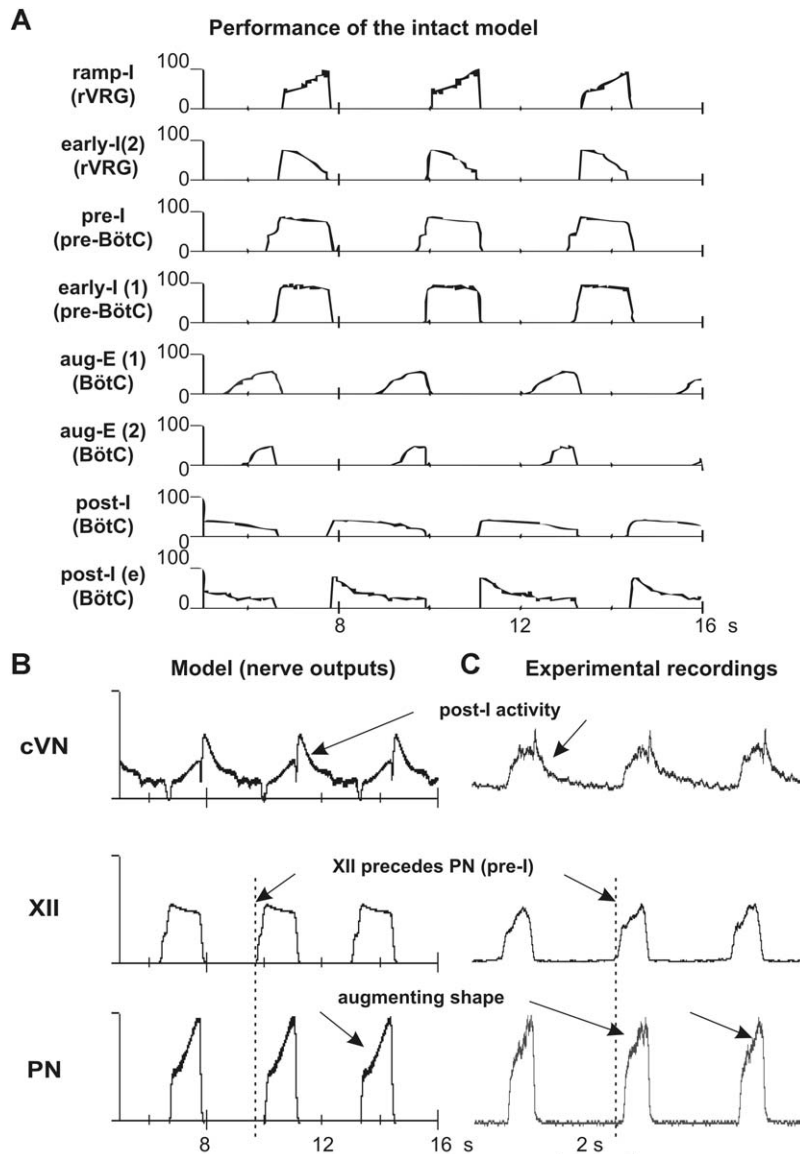 A
Performance of the intact model
ramp-I
(rVRG)
100
0
early-I(2)
(rVRG)
100
0
pre-I
(pre-BötC)
100
0
early-I (1)
(pre-BötC)
100
0
aug-E (1)
(BötC)
100
0
aug-E (2)
(BötC)
100
0
post-I
(BötC)
100
0
post-I (e)
(BötC)
100
0
8 12 16 s
B Model (nerve outputs)
C Experimental recordings
cVN
post-I activity
XII
XII precedes PN (pre-I)
PN
augmenting shape
8 12 16 s
2 s